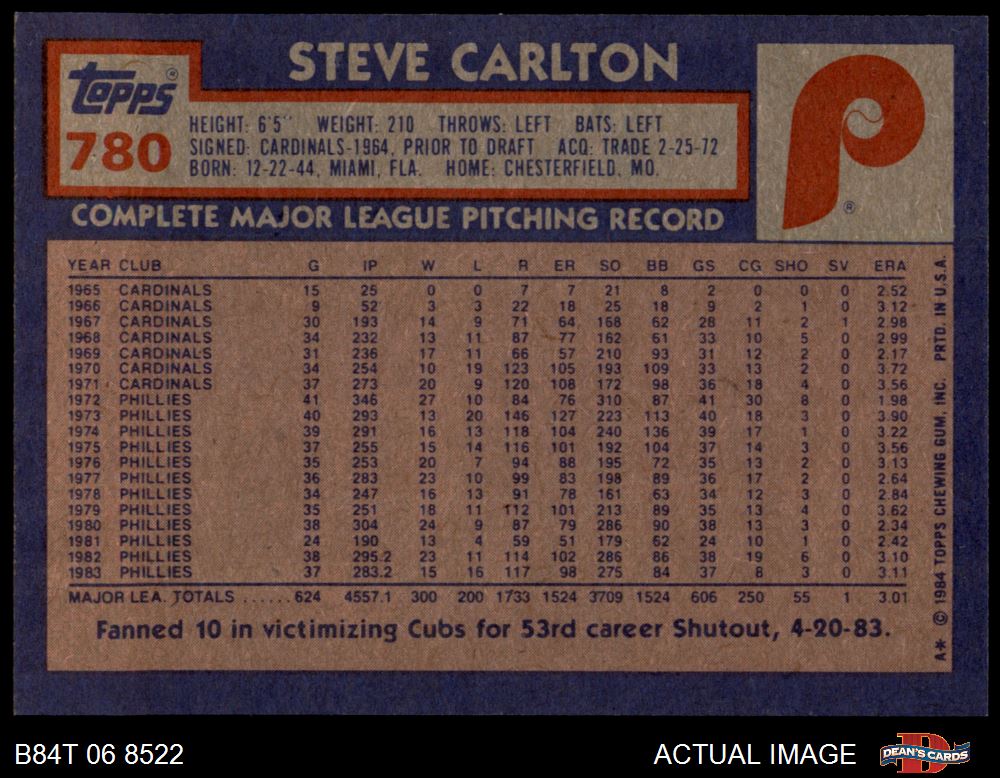 STEVE CARLTON
Topps ®
780
HEIGHT: 6'5" WEIGHT: 210 THROWS: LEFT BATS: LEFT
SIGNED: CARDINALS-1964, PRIOR TO DRAFT ACQ: TRADE 2-25-72
BORN: 12-22-44, MIAMI, FLA. HOME: CHESTERFIELD, MO.
®
COMPLETE MAJOR LEAGUE PITCHING RECORD
YEAR CLUB G IP W L R ER SO BB GS CG SHO SV ERA
1965 CARDINALS 15 25 0 0 7 7 21 8 2 0 0 0 2.52
1966 CARDINALS 9 52 3 3 22 18 25 18 9 2 1 0 3.12
1967 CARDINALS 30 193 14 9 71 64 168 62 28 11 2 1 2.98
1968 CARDINALS 34 232 13 11 87 77 162 61 33 10 5 0 2.99
1969 CARDINALS 31 236 17 11 66 57 210 93 31 12 2 0 2.17
1970 CARDINALS 34 254 10 19 123 105 193 109 33 13 2 0 3.72
1971 CARDINALS 37 273 20 9 120 108 172 98 36 18 4 0 3.56
1972 PHILLIES 41 346 27 10 84 76 310 87 41 30 8 0 1.98
1973 PHILLIES 40 293 13 20 146 127 223 113 40 18 3 0 3.90
1974 PHILLIES 39 291 16 13 118 104 240 136 39 17 1 0 3.22
1975 PHILLIES 37 255 15 14 116 101 192 104 37 14 3 0 3.56
1976 PHILLIES 35 253 20 7 94 88 195 72 35 13 2 0 3.13
1977 PHILLIES 36 283 23 10 99 83 198 89 36 17 2 0 2.64
1978 PHILLIES 34 247 16 13 91 78 161 63 34 12 3 0 2.84
1979 PHILLIES 35 251 18 11 112 101 213 89 35 13 4 0 3.62
1980 PHILLIES 38 304 24 9 87 79 286 90 38 13 3 0 2.34
1981 PHILLIES 24 190 13 4 59 51 179 62 24 10 1 0 2.42
1982 PHILLIES 38 295.2 23 11 114 102 286 86 38 19 6 0 3.10
1983 PHILLIES 37 283.2 15 16 117 98 275 84 37 8 3 0 3.11
MAJOR LEA. TOTALS ...... 624 4557.1 300 200 1733 1524 3709 1524 606 250 55 1 3.01
Fanned 10 in victimizing Cubs for 53rd career Shutout, 4-20-83.
A* © 1984 TOPPS CHEWING GUM, INC. PRTD. IN U.S.A.
B84T 06 8522
ACTUAL IMAGE
DEAN'S CARDS